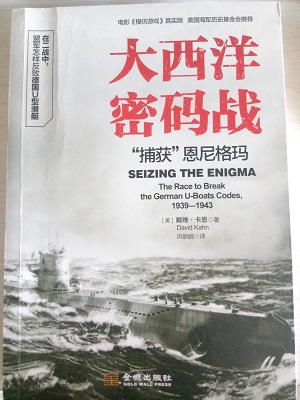 电影《模仿游戏》真实版 美国海军历史基金会推荐
在二战中，
盟军怎样反败德国U型潜艇
大西洋
密码战
“捕获”恩尼格玛
SEIZING THE ENIGMA
The Race to Break
the German U-Boats Codes,
1939—1943
［美］戴维·卡恩 著
David Kahn
巩丽娟 译
金城出版社
GOLD WALL PRESS